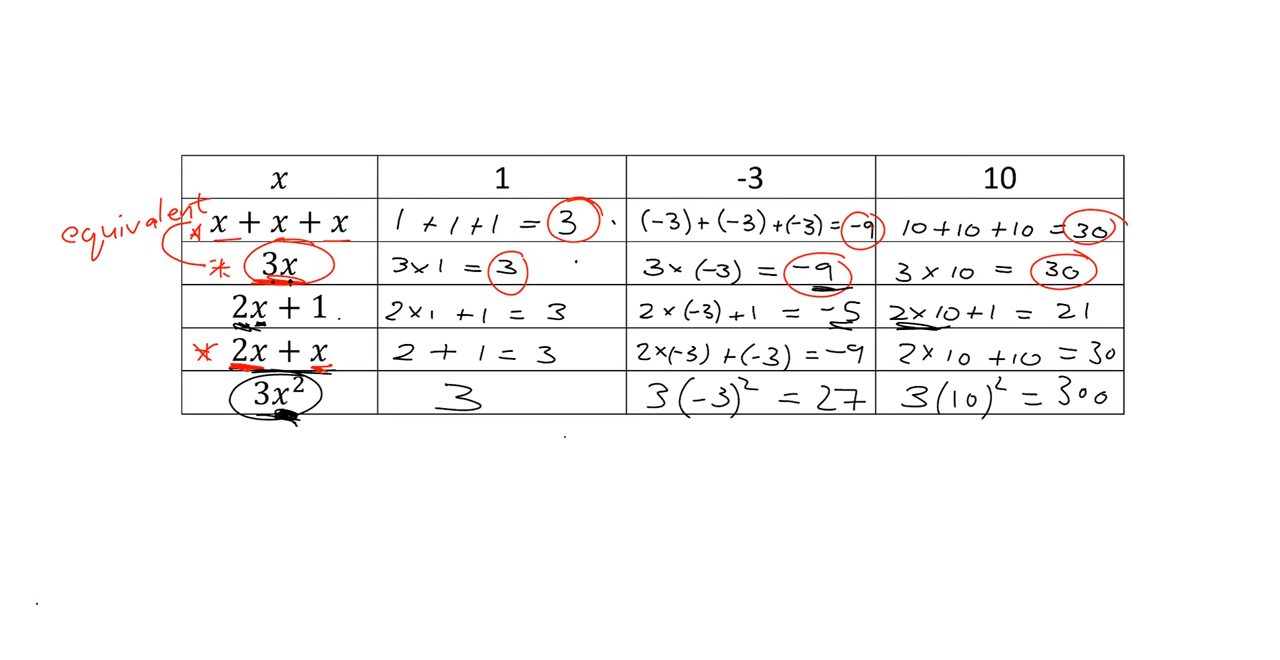 x 1 -3 10
equivalent
* x + x + x 1 + 1 + 1 = 3 (-3) + (-3) + (-3) = -9 10 + 10 + 10 = 30
* 3x 3 × 1 = 3 3 × (-3) = -9 3 × 10 = 30
2x + 1 2 × 1 + 1 = 3 2 × (-3) + 1 = -5 2 × 10 + 1 = 21
* 2x + x 2 + 1 = 3 2 × (-3) + (-3) = -9 2 × 10 + 10 = 30
3x² 3 3(-3)² = 27 3(10)² = 300